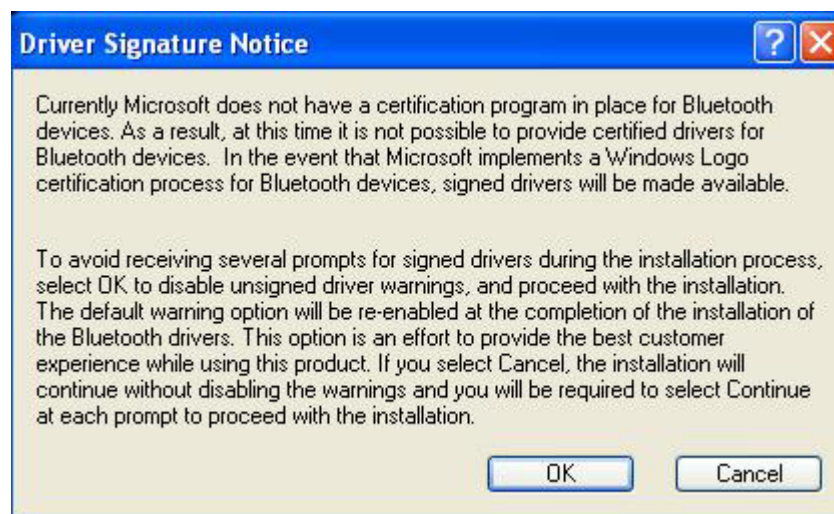 Driver Signature Notice
Currently Microsoft does not have a certification program in place for Bluetooth
devices. As a result, at this time it is not possible to provide certified drivers for
Bluetooth devices.  In the event that Microsoft implements a Windows Logo
certification process for Bluetooth devices, signed drivers will be made available.
To avoid receiving several prompts for signed drivers during the installation process,
select OK to disable unsigned driver warnings, and proceed with the installation.
The default warning option will be re-enabled at the completion of the installation of
the Bluetooth drivers. This option is an effort to provide the best customer
experience while using this product. If you select Cancel, the installation will
continue without disabling the warnings and you will be required to select Continue
at each prompt to proceed with the installation.
OK Cancel